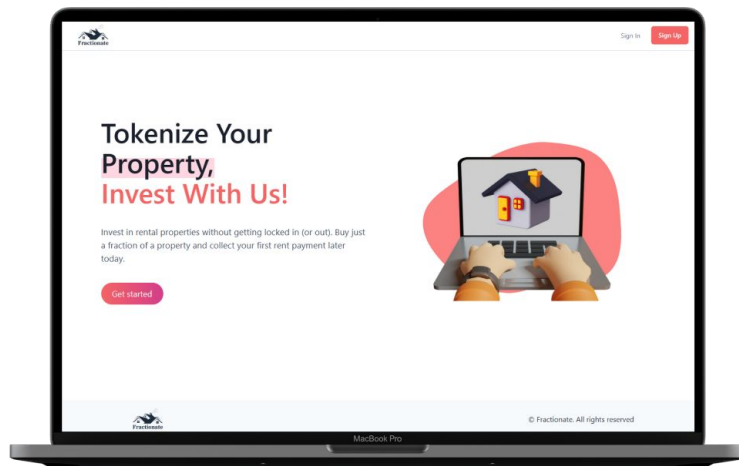 Fractionate
Sign In
Sign Up
Tokenize Your
Property,
Invest With Us!
Invest in rental properties without getting locked in (or out). Buy just
a fraction of a property and collect your first rent payment later
today.
Get started
Fractionate
© Fractionate. All rights reserved
MacBook Pro